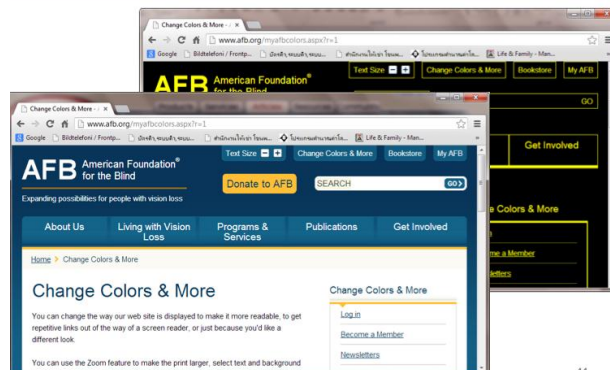 Change Colors & More -
www.afb.org/myafbcolors.aspx?r=1
Google
Bildtelefoni / Frontp...
Life & Family - Man...
Text Size - +
Change Colors & More
Bookstore
My AFB
AFB American Foundation®
for the Blind
GO
Get Involved
e Colors & More
me a Member
Change Colors & More -
www.afb.org/myafbcolors.aspx?r=1
Google
Bildtelefoni / Frontp...
Life & Family - Man...
Text Size - +
Change Colors & More
Bookstore
My AFB
AFB American Foundation®
for the Blind
Donate to AFB
SEARCH
GO
Expanding possibilities for people with vision loss
About Us
Living with Vision
Loss
Programs &
Services
Publications
Get Involved
Home > Change Colors & More
Change Colors & More
You can change the way our web site is displayed to make it more readable, to get
repetitive links out of the way of a screen reader, or just because you'd like a
different look.
You can use the Zoom feature to make the print larger, select text and background
Change Colors & More
Log in
Become a Member
Newsletters